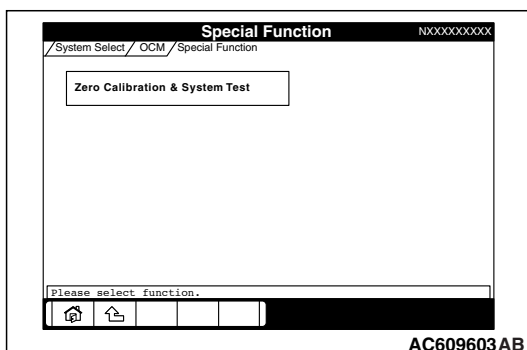 Special Function NXXXXXXXXX
System Select OCM Special Function
Zero Calibration & System Test
Please select function.
AC609603AB